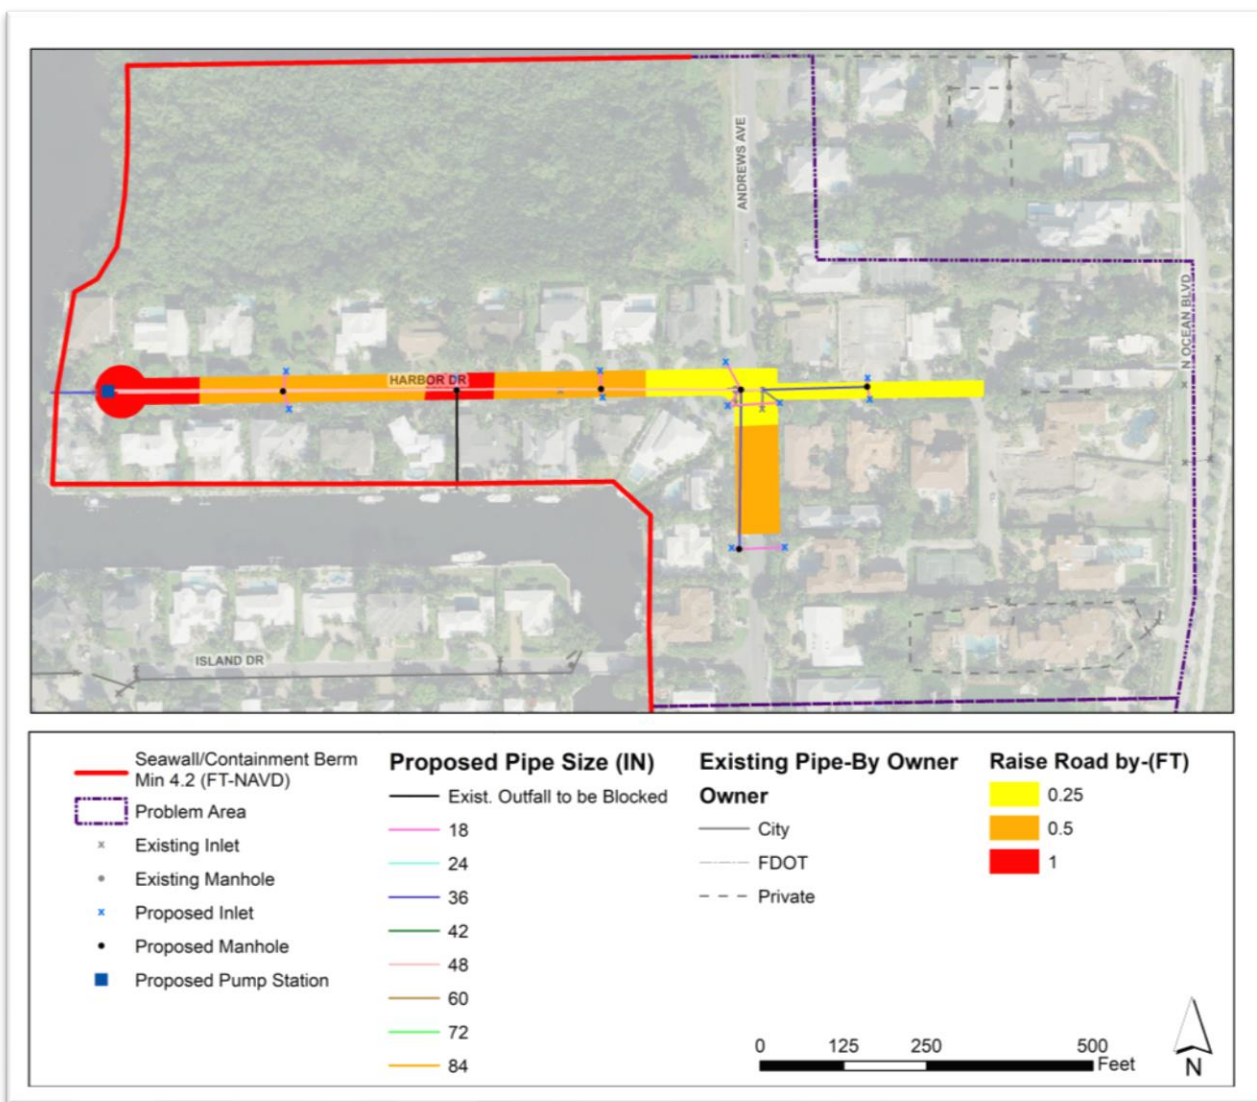 ANDREWS AVE
N OCEAN BLVD
HARBOR DR
ISLAND DR
Seawall/Containment Berm
Min 4.2 (FT-NAVD)
Problem Area
Existing Inlet
Existing Manhole
Proposed Inlet
Proposed Manhole
Proposed Pump Station
Proposed Pipe Size (IN)
Exist. Outfall to be Blocked
18
24
36
42
48
60
72
84
Existing Pipe-By Owner
Owner
City
FDOT
Private
Raise Road by-(FT)
0.25
0.5
1
0 125 250 500
Feet
N